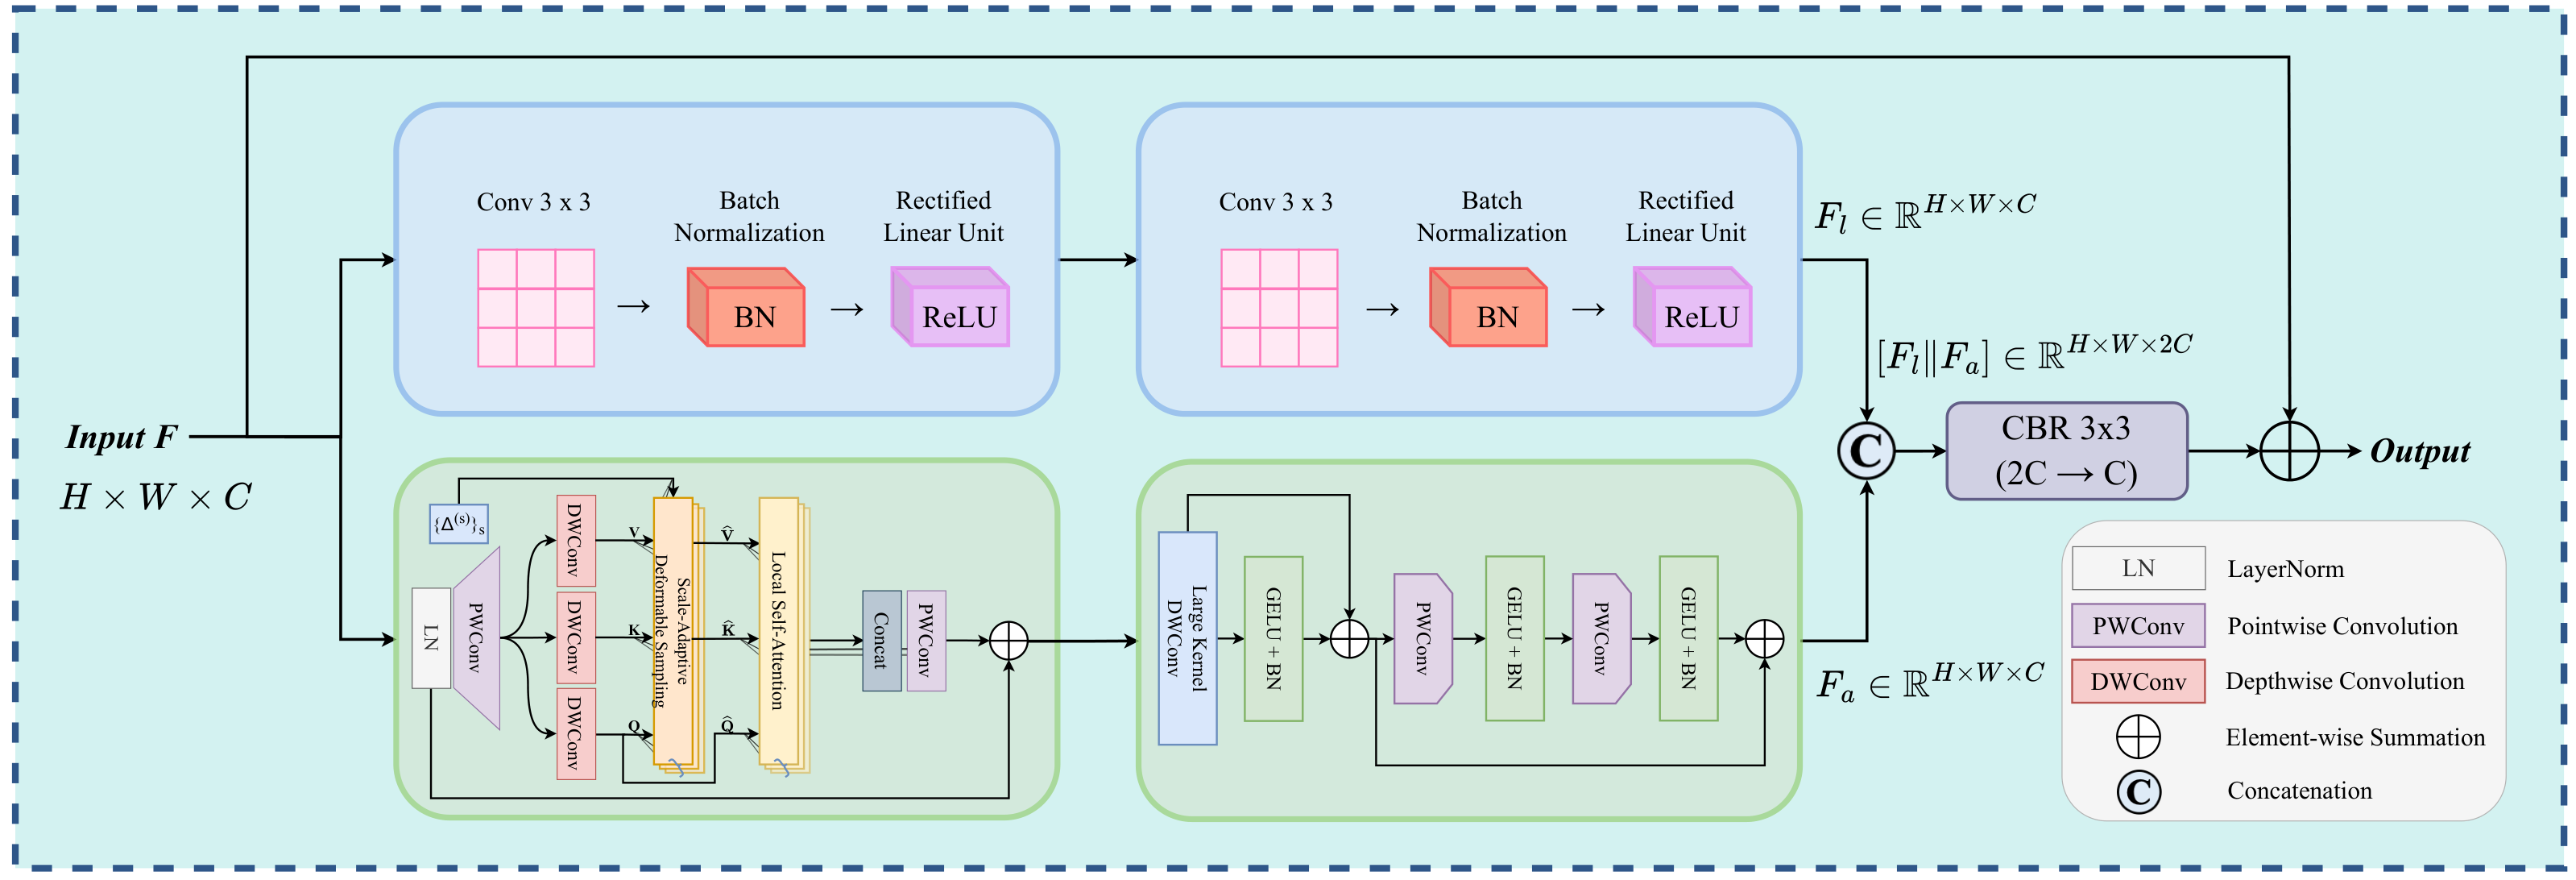 Conv 3 x 3
Batch
Normalization
Rectified
Linear Unit
BN
ReLU
Conv 3 x 3
Batch
Normalization
Rectified
Linear Unit
BN
ReLU
F_l ∈ ℝ^{H×W×C}
[F_l‖F_a] ∈ ℝ^{H×W×2C}
Input F
H × W × C
{Δ^(s)}_s
LN
PWConv
DWConv
DWConv
DWConv
V
K
Q
Scale-Adaptive
Deformable Sampling
V̂
K̂
Q̂
Local Self-Attention
Concat
PWConv
Large Kernel
DWConv
GELU + BN
PWConv
GELU + BN
PWConv
GELU + BN
F_a ∈ ℝ^{H×W×C}
C
CBR 3x3
(2C → C)
Output
LN LayerNorm
PWConv Pointwise Convolution
DWConv Depthwise Convolution
Element-wise Summation
C Concatenation